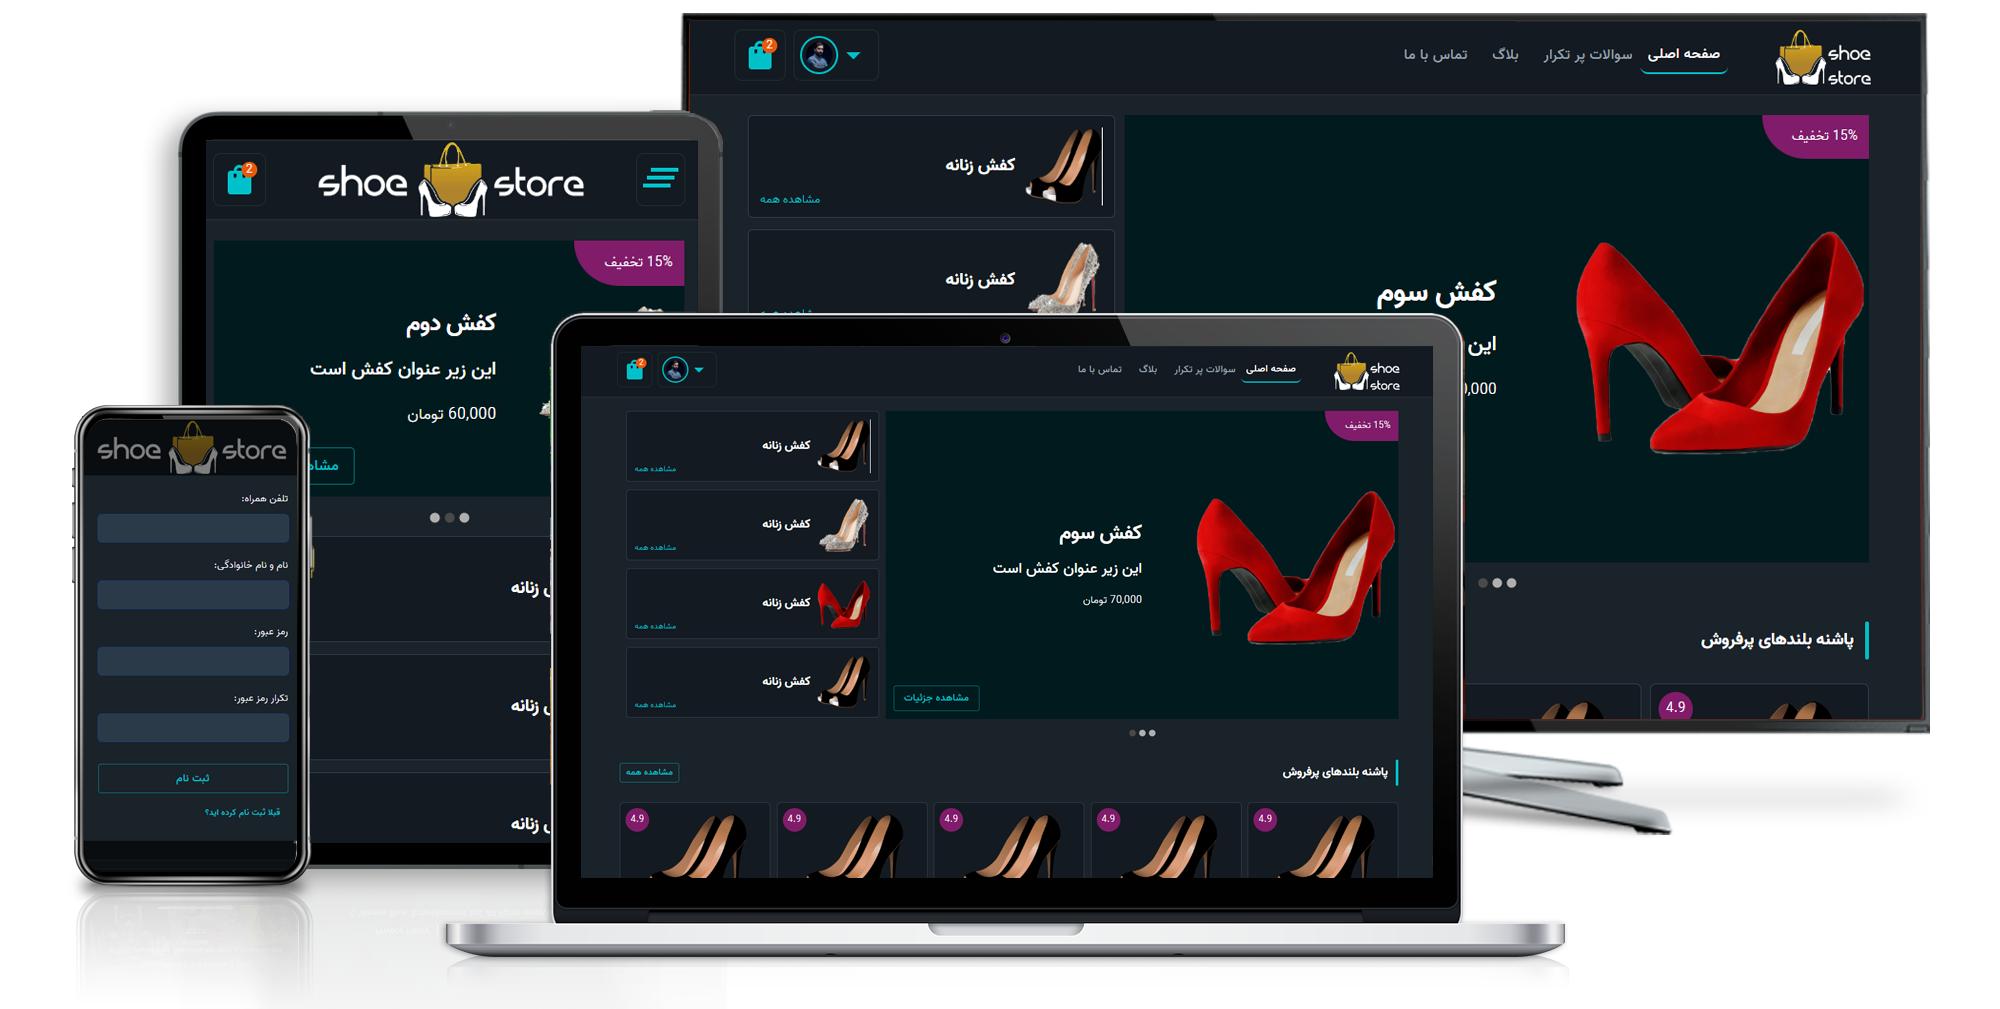 shoe
store
صفحه اصلی
سوالات پر تکرار
بلاگ
تماس با ما
2
15% تخفیف
کفش سوم
این
0,000
کفش زنانه
مشاهده همه
کفش زنانه
پاشنه بلندهای پرفروش
4.9
shoe store
2
15% تخفیف
کفش دوم
این زیر عنوان کفش است
60,000 تومان
مشاه
زنانه
زنانه
زنانه
shoe
store
صفحه اصلی
سوالات پر تکرار
بلاگ
تماس با ما
2
15% تخفیف
کفش سوم
این زیر عنوان کفش است
70,000 تومان
مشاهده جزئیات
کفش زنانه
مشاهده همه
کفش زنانه
مشاهده همه
کفش زنانه
مشاهده همه
کفش زنانه
مشاهده همه
پاشنه بلندهای پرفروش
مشاهده همه
4.9
4.9
4.9
4.9
4.9
shoe store
تلفن همراه:
نام و نام خانوادگی:
رمز عبور:
تکرار رمز عبور:
ثبت نام
قبلا ثبت نام کرده اید؟